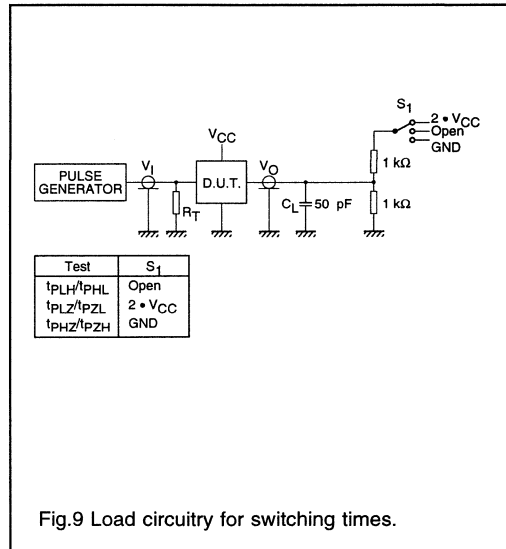 S1
2 • VCC
Open
GND
VCC
1 kΩ
PULSE
GENERATOR
VI
D.U.T.
VO
RT
CL
50 pF
1 kΩ
Test S1
tPLH/tPHL Open
tPLZ/tPZL 2 • VCC
tPHZ/tPZH GND
Fig.9 Load circuitry for switching times.